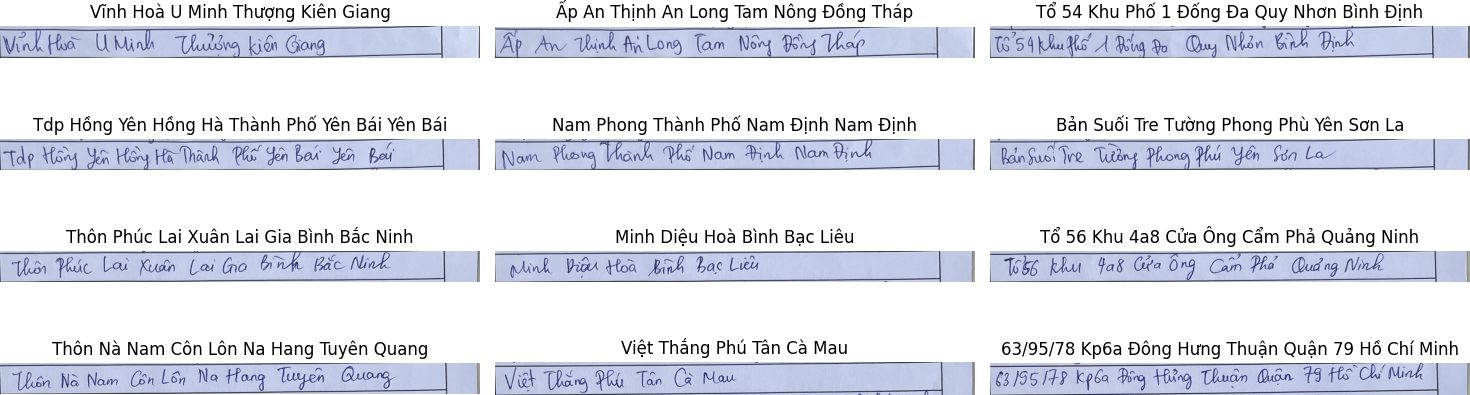 Vĩnh Hoà U Minh Thượng Kiên Giang
Ấp An Thịnh An Long Tam Nông Đồng Tháp
Tổ 54 Khu Phố 1 Đống Đa Quy Nhơn Bình Định
Vĩnh Hoà U Minh Thượng Kiên Giang
Ấp An Thịnh An Long Tam Nông Đồng Tháp
Tổ 54 Khu Phố 1 Đống Đa Quy Nhơn Bình Định
Tdp Hồng Yên Hồng Hà Thành Phố Yên Bái Yên Bái
Nam Phong Thành Phố Nam Định Nam Định
Bản Suối Tre Tường Phong Phù Yên Sơn La
Tdp Hồng Yên Hồng Hà Thành Phố Yên Bái Yên Bái
Nam Phong Thành Phố Nam Định Nam Định
Bản Suối Tre Tường Phong Phù Yên Sơn La
Thôn Phúc Lai Xuân Lai Gia Bình Bắc Ninh
Minh Diệu Hoà Bình Bạc Liêu
Tổ 56 Khu 4a8 Cửa Ông Cẩm Phả Quảng Ninh
Thôn Phúc Lai Xuân Lai Gia Bình Bắc Ninh
Minh Diệu Hoà Bình Bạc Liêu
Tổ 56 Khu 4a8 Cửa Ông Cẩm Phả Quảng Ninh
Thôn Nà Nam Côn Lôn Na Hang Tuyên Quang
Việt Thắng Phú Tân Cà Mau
63/95/78 Kp6a Đông Hưng Thuận Quận 79 Hồ Chí Minh
Thôn Nà Nam Côn Lôn Na Hang Tuyên Quang
Việt Thắng Phú Tân Cà Mau
63/95/78 Kp6a Đông Hưng Thuận Quận 79 Hồ Chí Minh